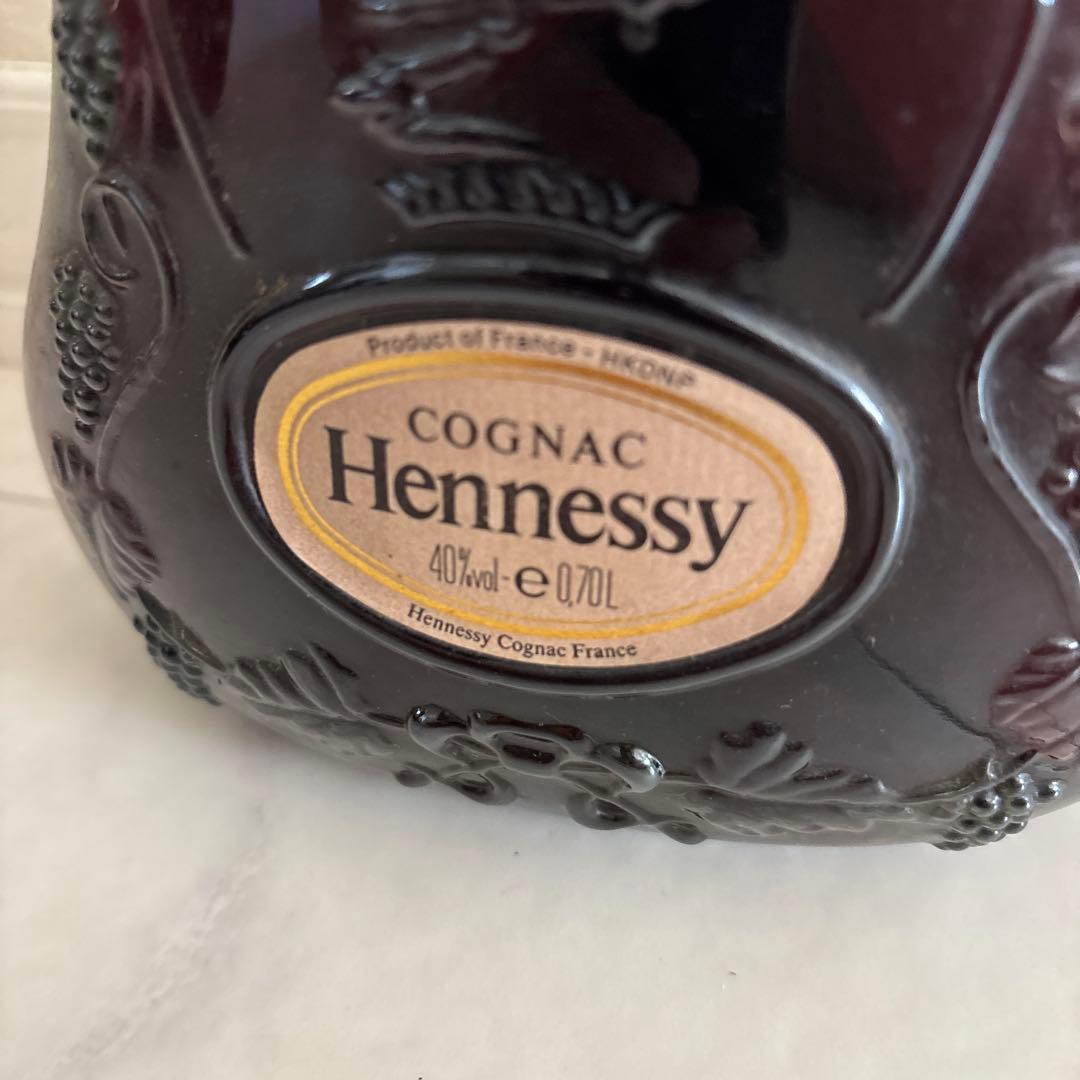 Product of France - HKDNP
COGNAC
Hennessy
40%vol-e 0,70L
Hennessy Cognac France